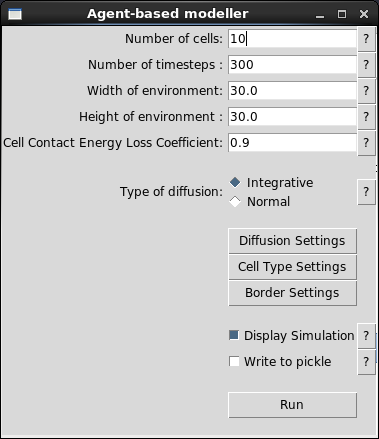 Agent-based modeller
Number of cells: 10 ?
Number of timesteps : 300 ?
Width of environment: 30.0 ?
Height of environment : 30.0 ?
Cell Contact Energy Loss Coefficient: 0.9 ?
Type of diffusion: Integrative ?
Normal
Diffusion Settings
Cell Type Settings
Border Settings
Display Simulation ?
Write to pickle ?
Run